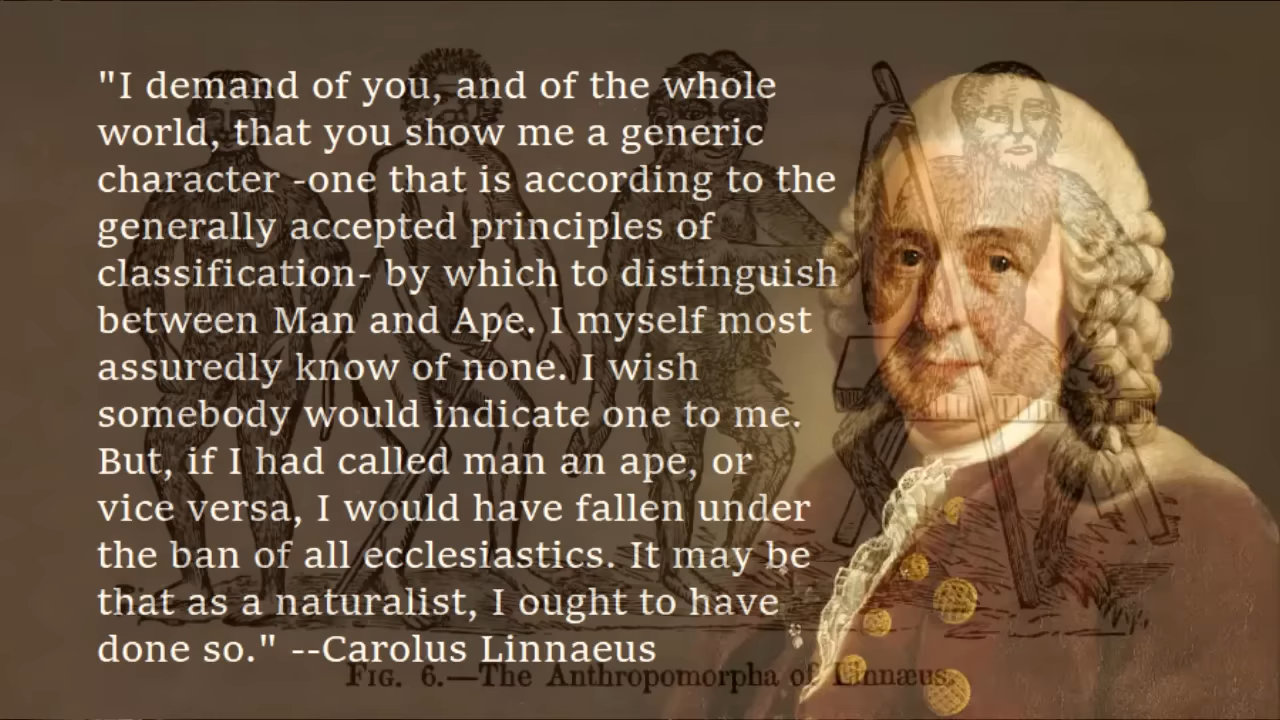 "I demand of you, and of the whole
world, that you show me a generic
character -one that is according to the
generally accepted principles of
classification- by which to distinguish
between Man and Ape. I myself most
assuredly know of none. I wish
somebody would indicate one to me.
But, if I had called man an ape, or
vice versa, I would have fallen under
the ban of all ecclesiastics. It may be
that as a naturalist, I ought to have
done so." --Carolus Linnaeus
FIG. 6.—The Anthropomorpha of Linnæus.